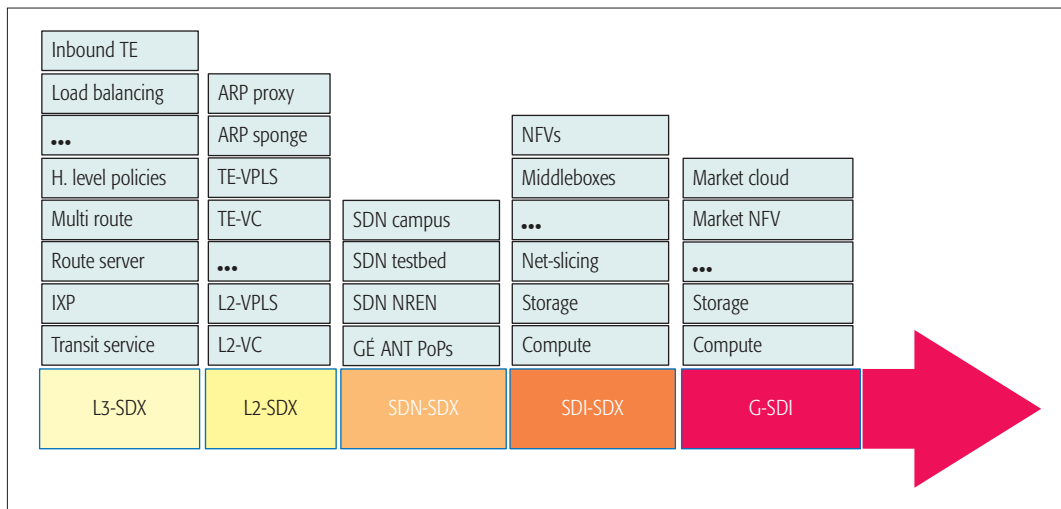 Inbound TE
Load balancing
...
H. level policies
Multi route
Route server
IXP
Transit service
L3-SDX
ARP proxy
ARP sponge
TE-VPLS
TE-VC
...
L2-VPLS
L2-VC
L2-SDX
SDN campus
SDN testbed
SDN NREN
GÉ ANT PoPs
SDN-SDX
NFVs
Middleboxes
...
Net-slicing
Storage
Compute
SDI-SDX
Market cloud
Market NFV
...
Storage
Compute
G-SDI